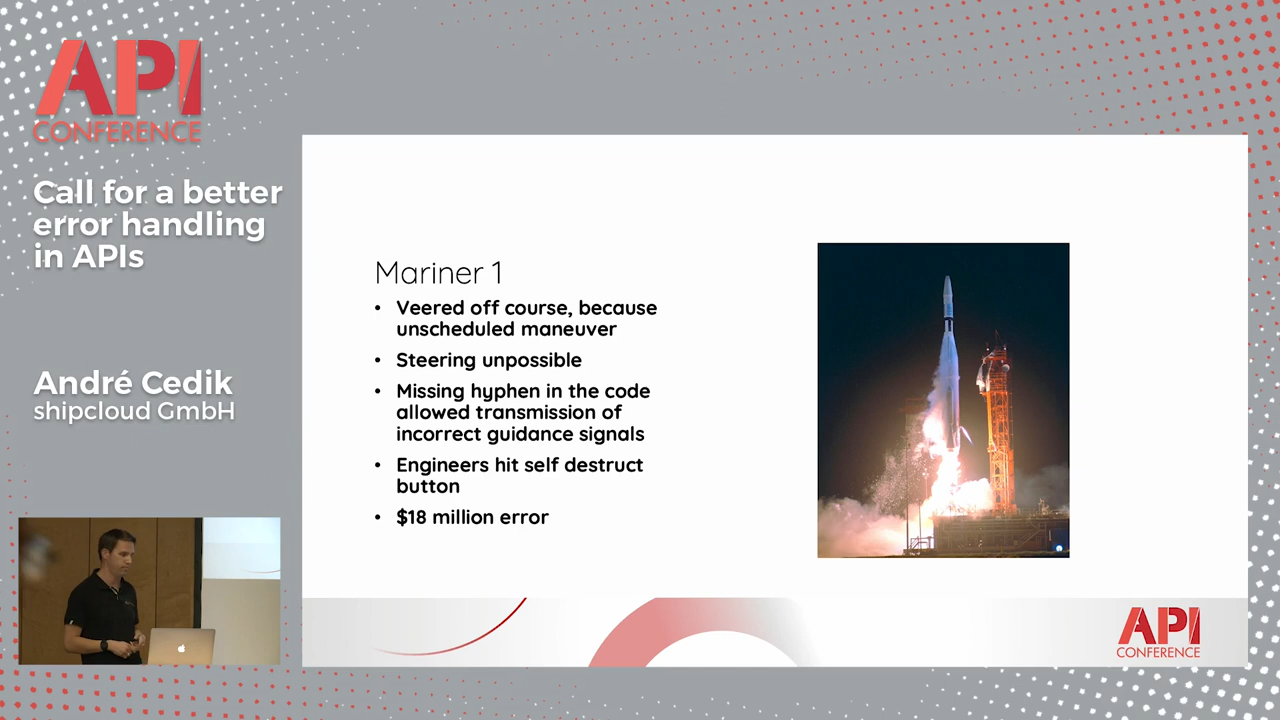 API
CONFERENCE
Call for a better
error handling
in APIs
André Cedik
shipcloud GmbH
Mariner 1
• Veered off course, because
unscheduled maneuver
• Steering unpossible
• Missing hyphen in the code
allowed transmission of
incorrect guidance signals
• Engineers hit self destruct
button
• $18 million error
API
CONFERENCE